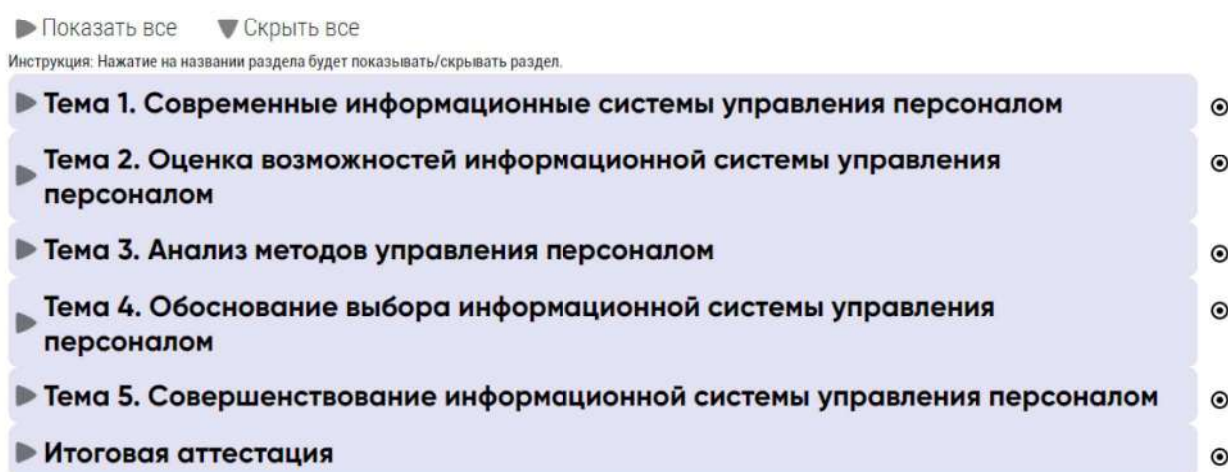 Показать все Скрыть все
Инструкция: Нажатие на названии раздела будет показывать/скрывать раздел.
Тема 1. Современные информационные системы управления персоналом
Тема 2. Оценка возможностей информационной системы управления
персоналом
Тема 3. Анализ методов управления персоналом
Тема 4. Обоснование выбора информационной системы управления
персоналом
Тема 5. Совершенствование информационной системы управления персоналом
Итоговая аттестация